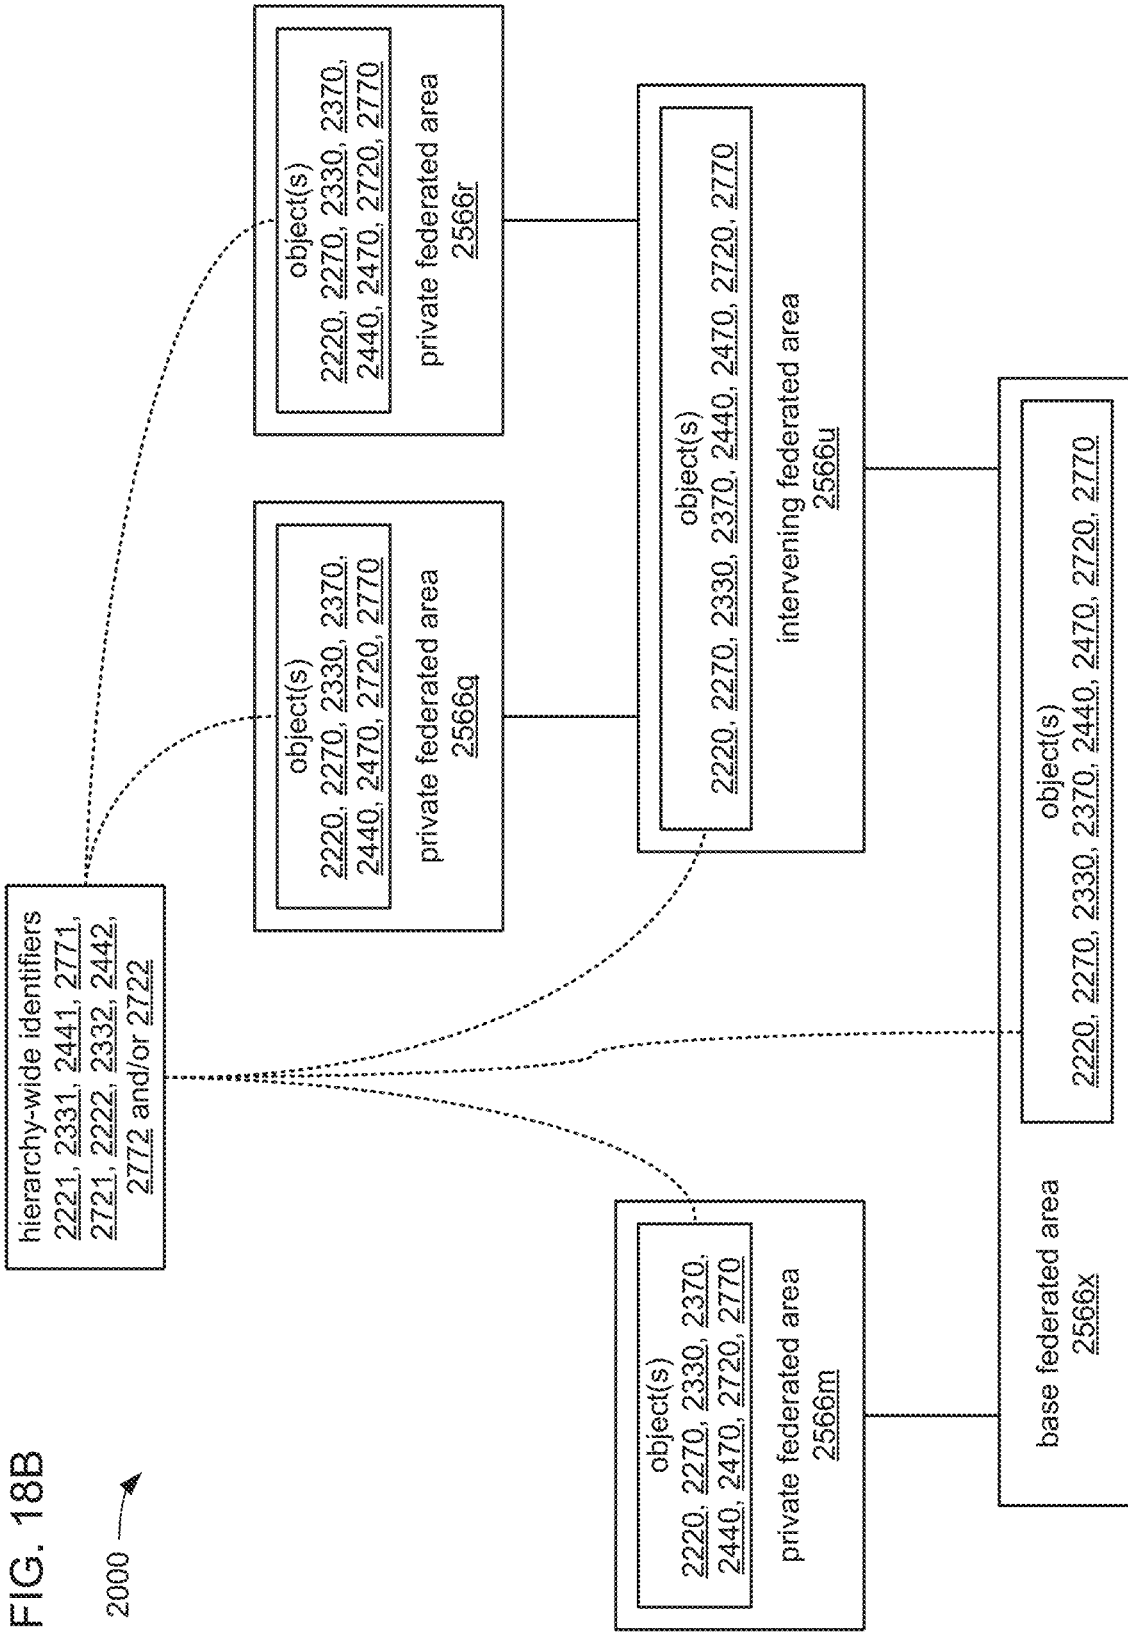 FIG. 18B
2000
hierarchy-wide identifiers
2221, 2331, 2441, 2771,
2721, 2222, 2332, 2442,
2772 and/or 2722
object(s)
2220, 2270, 2330, 2370,
2440, 2470, 2720, 2770
private federated area
2566q
object(s)
2220, 2270, 2330, 2370,
2440, 2470, 2720, 2770
private federated area
2566r
object(s)
2220, 2270, 2330, 2370,
2440, 2470, 2720, 2770
private federated area
2566m
object(s)
2220, 2270, 2330, 2370, 2440, 2470, 2720, 2770
intervening federated area
2566u
base federated area
2566x
object(s)
2220, 2270, 2330, 2370, 2440, 2470, 2720, 2770